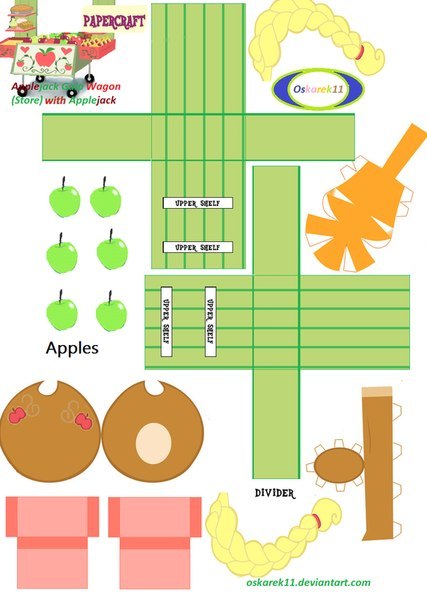 PAPERCRAFT
Applejack Gala Wagon
(Store) with Applejack
Oskarek11
UPPER SHELF
UPPER SHELF
UPPER SHELF
UPPER SHELF
Apples
DIVIDER
oskarek11.deviantart.com